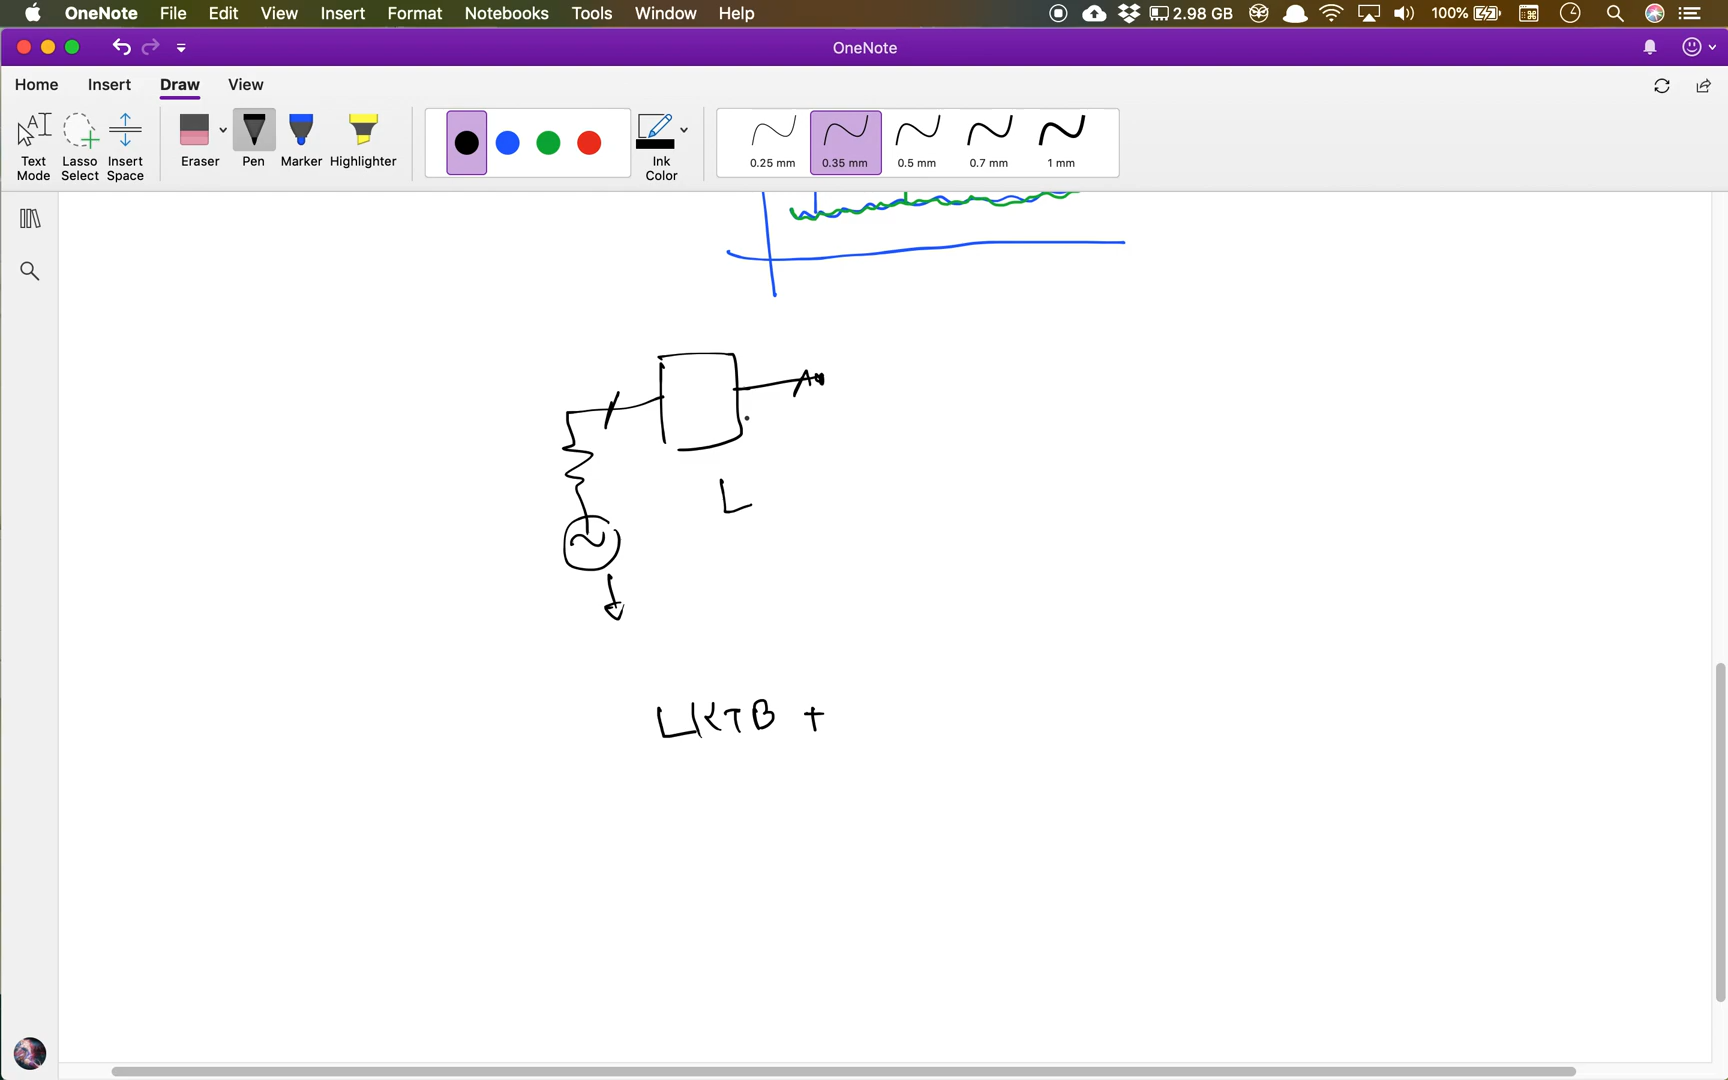 OneNote File Edit View Insert Format Notebooks Tools Window Help 2.98 GB 100%
OneNote
Home Insert Draw View
Text Mode Lasso Select Insert Space Eraser Pen Marker Highlighter Ink Color 0.25 mm 0.35 mm 0.5 mm 0.7 mm 1 mm
L
LKTB +